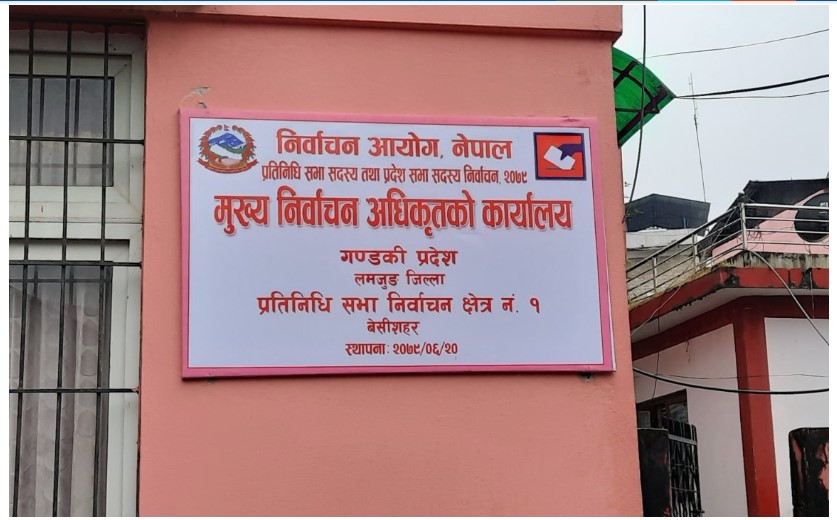 निर्वाचन आयोग, नेपाल
प्रतिनिधि सभा सदस्य तथा प्रदेश सभा सदस्य निर्वाचन, २०७९
मुख्य निर्वाचन अधिकृतको कार्यालय
गण्डकी प्रदेश
लमजुङ जिल्ला
प्रतिनिधि सभा निर्वाचन क्षेत्र नं. १
बेसीशहर
स्थापना: २०७९/०६/२०